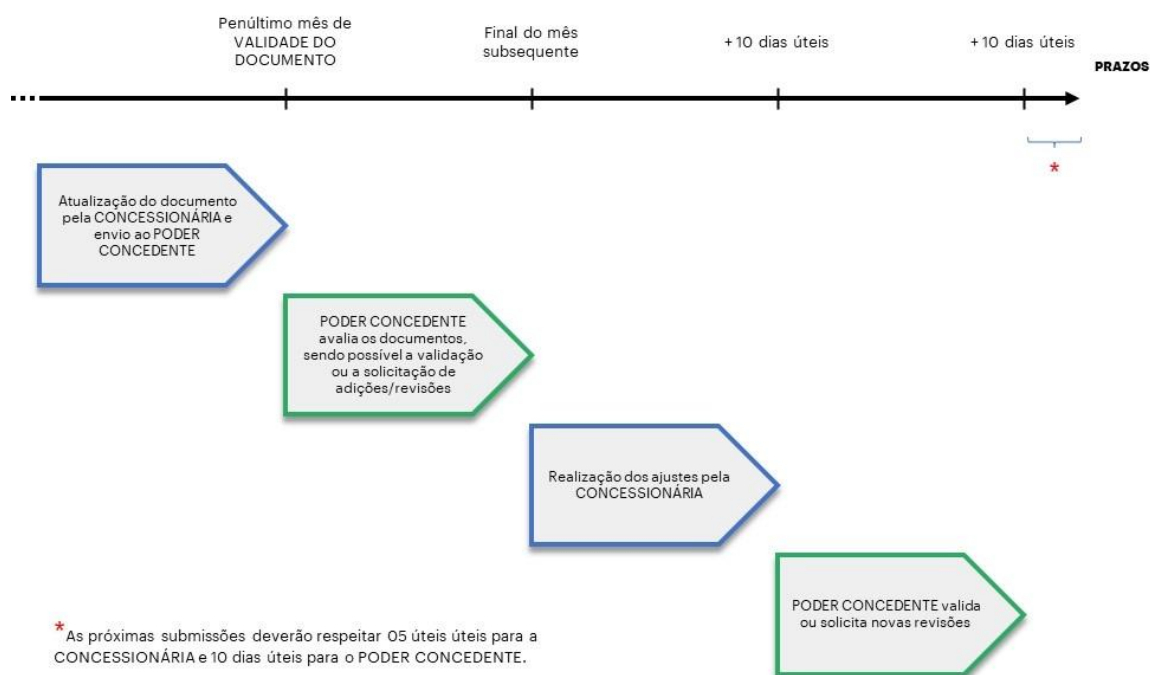 Penúltimo mês de
VALIDADE DO
DOCUMENTO
Final do mês
subsequente
+ 10 dias úteis
+ 10 dias úteis
PRAZOS
*
Atualização do documento
pela CONCESSIONÁRIA e
envio ao PODER
CONCEDENTE
PODER CONCEDENTE
avalia os documentos,
sendo possível a validação
ou a solicitação de
adições/revisões
Realização dos ajustes pela
CONCESSIONÁRIA
PODER CONCEDENTE valida
ou solicita novas revisões
*As próximas submissões deverão respeitar 05 úteis úteis para a
CONCESSIONÁRIA e 10 dias úteis para o PODER CONCEDENTE.